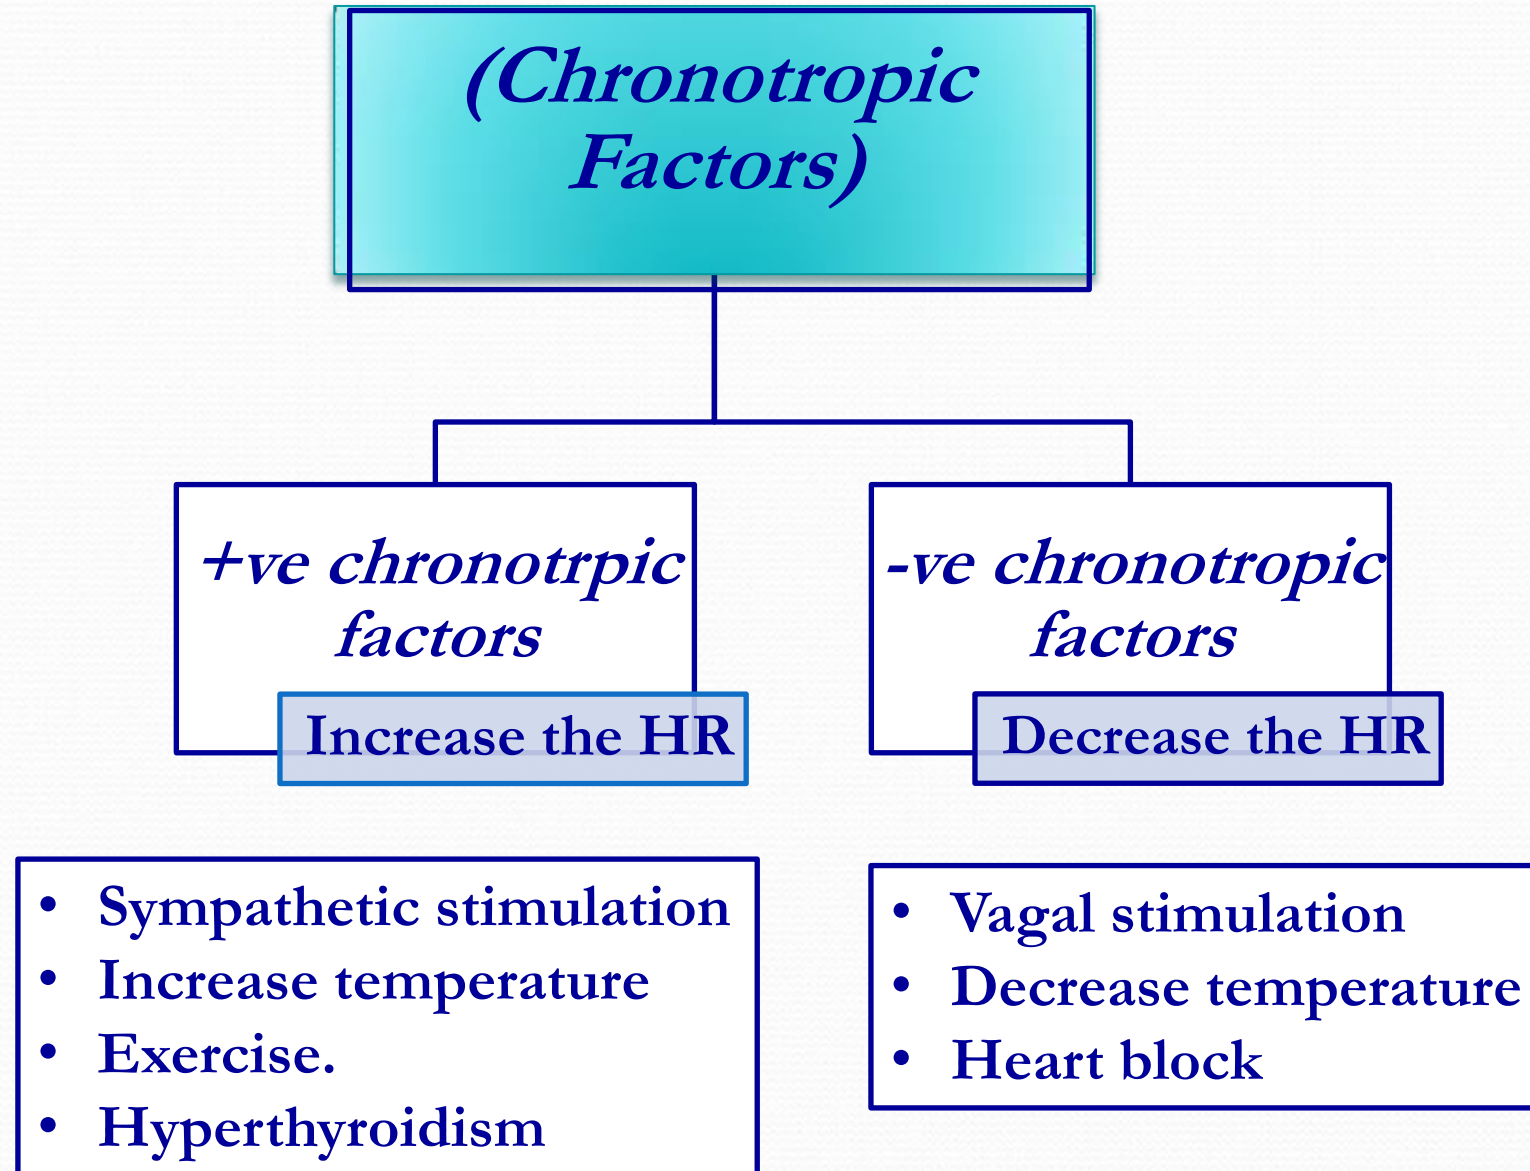 (Chronotropic
Factors)
+ve chronotrpic
factors
Increase the HR
-ve chronotropic
factors
Decrease the HR
• Sympathetic stimulation
• Increase temperature
• Exercise.
• Hyperthyroidism
• Vagal stimulation
• Decrease temperature
• Heart block